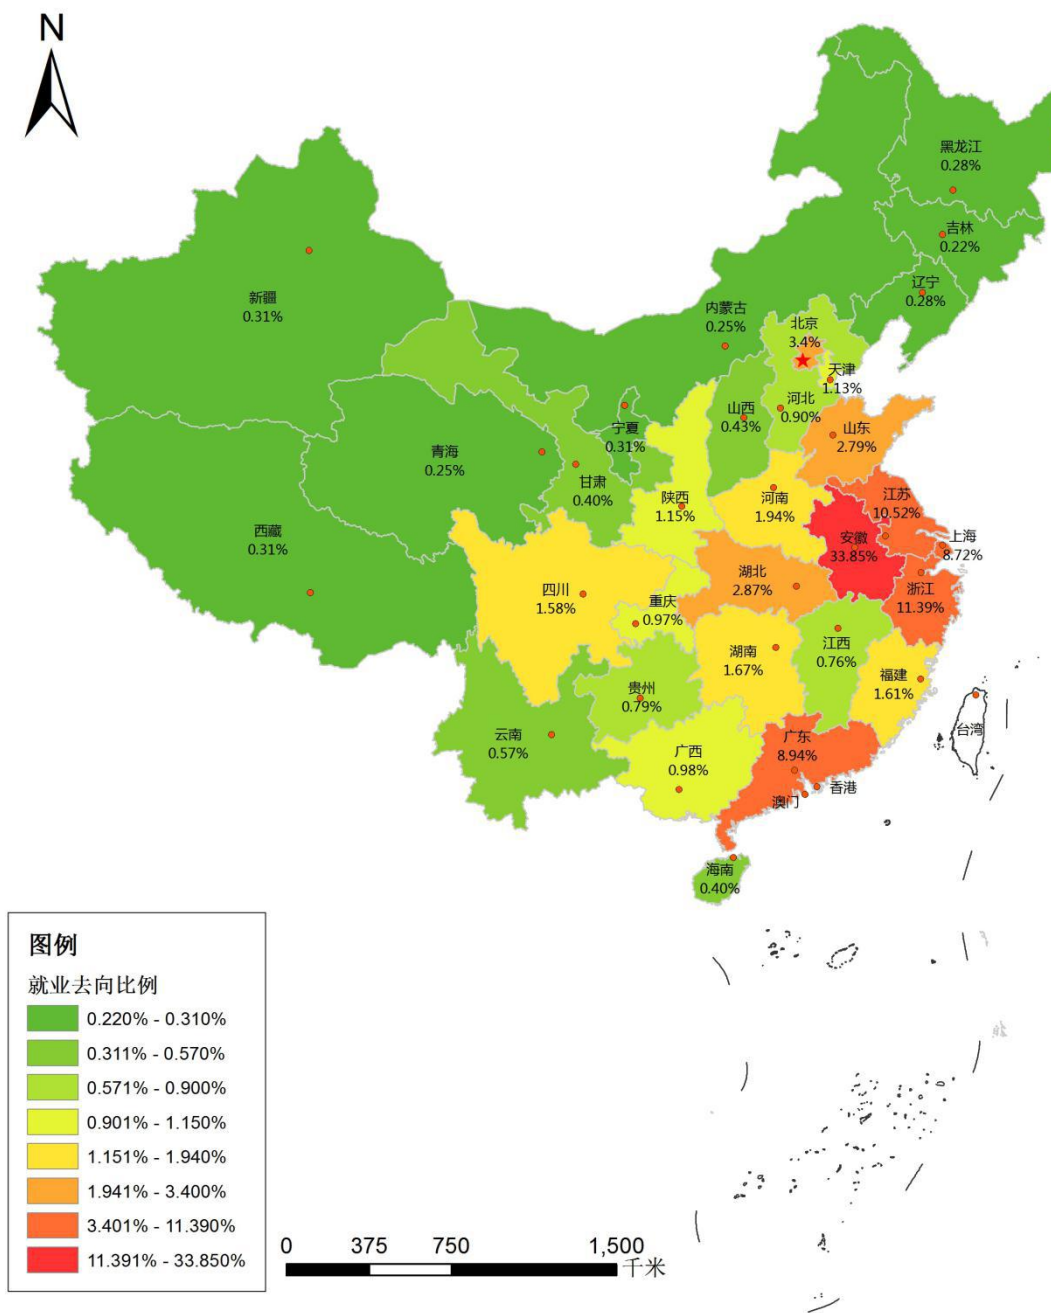 N
黑龙江
0.28%
吉林
0.22%
辽宁
0.28%
新疆
0.31%
内蒙古
0.25%
北京
3.4%
天津
1.13%
河北
0.90%
山西
0.43%
宁夏
0.31%
山东
2.79%
青海
0.25%
甘肃
0.40%
陕西
1.15%
河南
1.94%
江苏
10.52%
安徽
33.85%
上海
8.72%
西藏
0.31%
四川
1.58%
湖北
2.87%
浙江
11.39%
重庆
0.97%
湖南
1.67%
江西
0.76%
福建
1.61%
贵州
0.79%
云南
0.57%
广西
0.98%
广东
8.94%
台湾
香港
澳门
海南
0.40%
图例
就业去向比例
0.220% - 0.310%
0.311% - 0.570%
0.571% - 0.900%
0.901% - 1.150%
1.151% - 1.940%
1.941% - 3.400%
3.401% - 11.390%
11.391% - 33.850%
0 375 750 1,500
千米